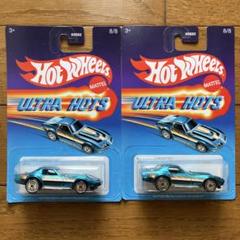 3+
8/8
Hot Wheels
MATTEL
ULTRA HOTS
3+
8/8
Hot Wheels
MATTEL
ULTRA HOTS